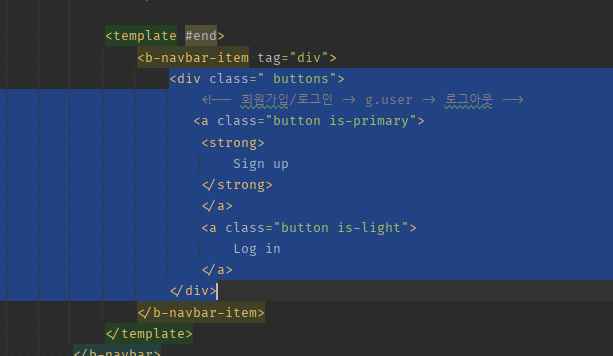 <template #end>
<b-navbar-item tag="div">
<div class=" buttons">
<!-- 회원가입/로그인 -> g.user -> 로그아웃 -->
<a class="button is-primary">
<strong>
Sign up
</strong>
</a>
<a class="button is-light">
Log in
</a>
</div>
</b-navbar-item>
</template>
</b-navbar>